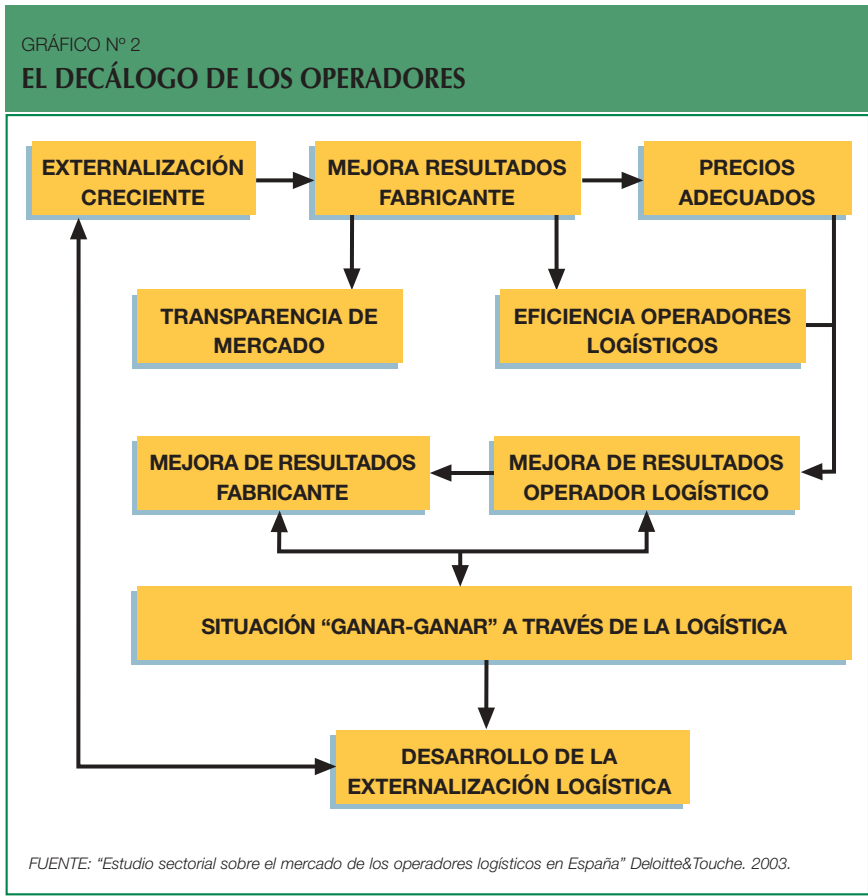 GRÁFICO Nº 2
EL DECÁLOGO DE LOS OPERADORES
EXTERNALIZACIÓN
CRECIENTE
MEJORA RESULTADOS
FABRICANTE
PRECIOS
ADECUADOS
TRANSPARENCIA DE
MERCADO
EFICIENCIA OPERADORES
LOGÍSTICOS
MEJORA DE RESULTADOS
FABRICANTE
MEJORA DE RESULTADOS
OPERADOR LOGÍSTICO
SITUACIÓN “GANAR-GANAR” A TRAVÉS DE LA LOGÍSTICA
DESARROLLO DE LA
EXTERNALIZACIÓN LOGÍSTICA
FUENTE: “Estudio sectorial sobre el mercado de los operadores logísticos en España” Deloitte&Touche. 2003.